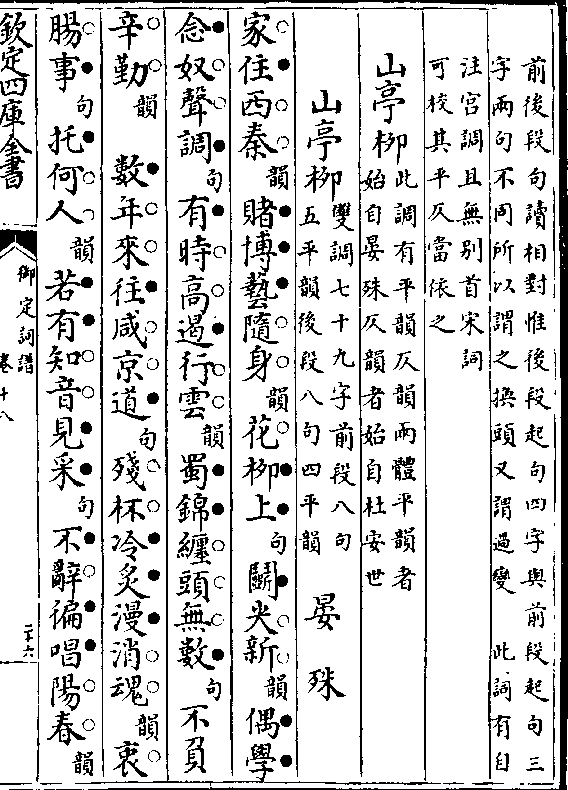 前後段句讀相對惟後段起句四字與前段起句三
字兩句不同所以謂之換頭又謂過變　此詞有自
注宮調且無别首宋詞
可校其平仄當依之
山亭柳此調有平韻仄韻兩體平韻者
始自晏殊仄韻者始自杜安世
山亭柳雙調七十九字前段八句
五平韻後段八句四平韻　晏殊
家住西秦韻賭博藝隨身韻花柳上句鬭尖新韻偶學
念奴聲調句有時高遏行雲韻蜀錦纏頭無數句不負
辛勤韻　數年來往咸京道句殘杯冷炙漫消魂韻衷
腸事句托何人韻若有知音見采句不辭徧唱陽春韻
欽定四庫全書
御定詞譜
卷十八
二十六